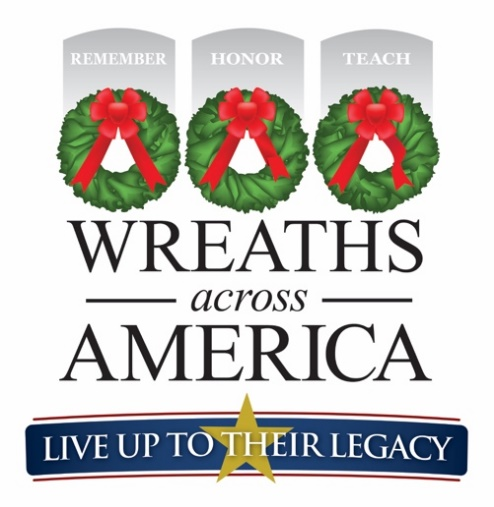 REMEMBER HONOR TEACH
WREATHS
across
AMERICA
LIVE UP TO THEIR LEGACY